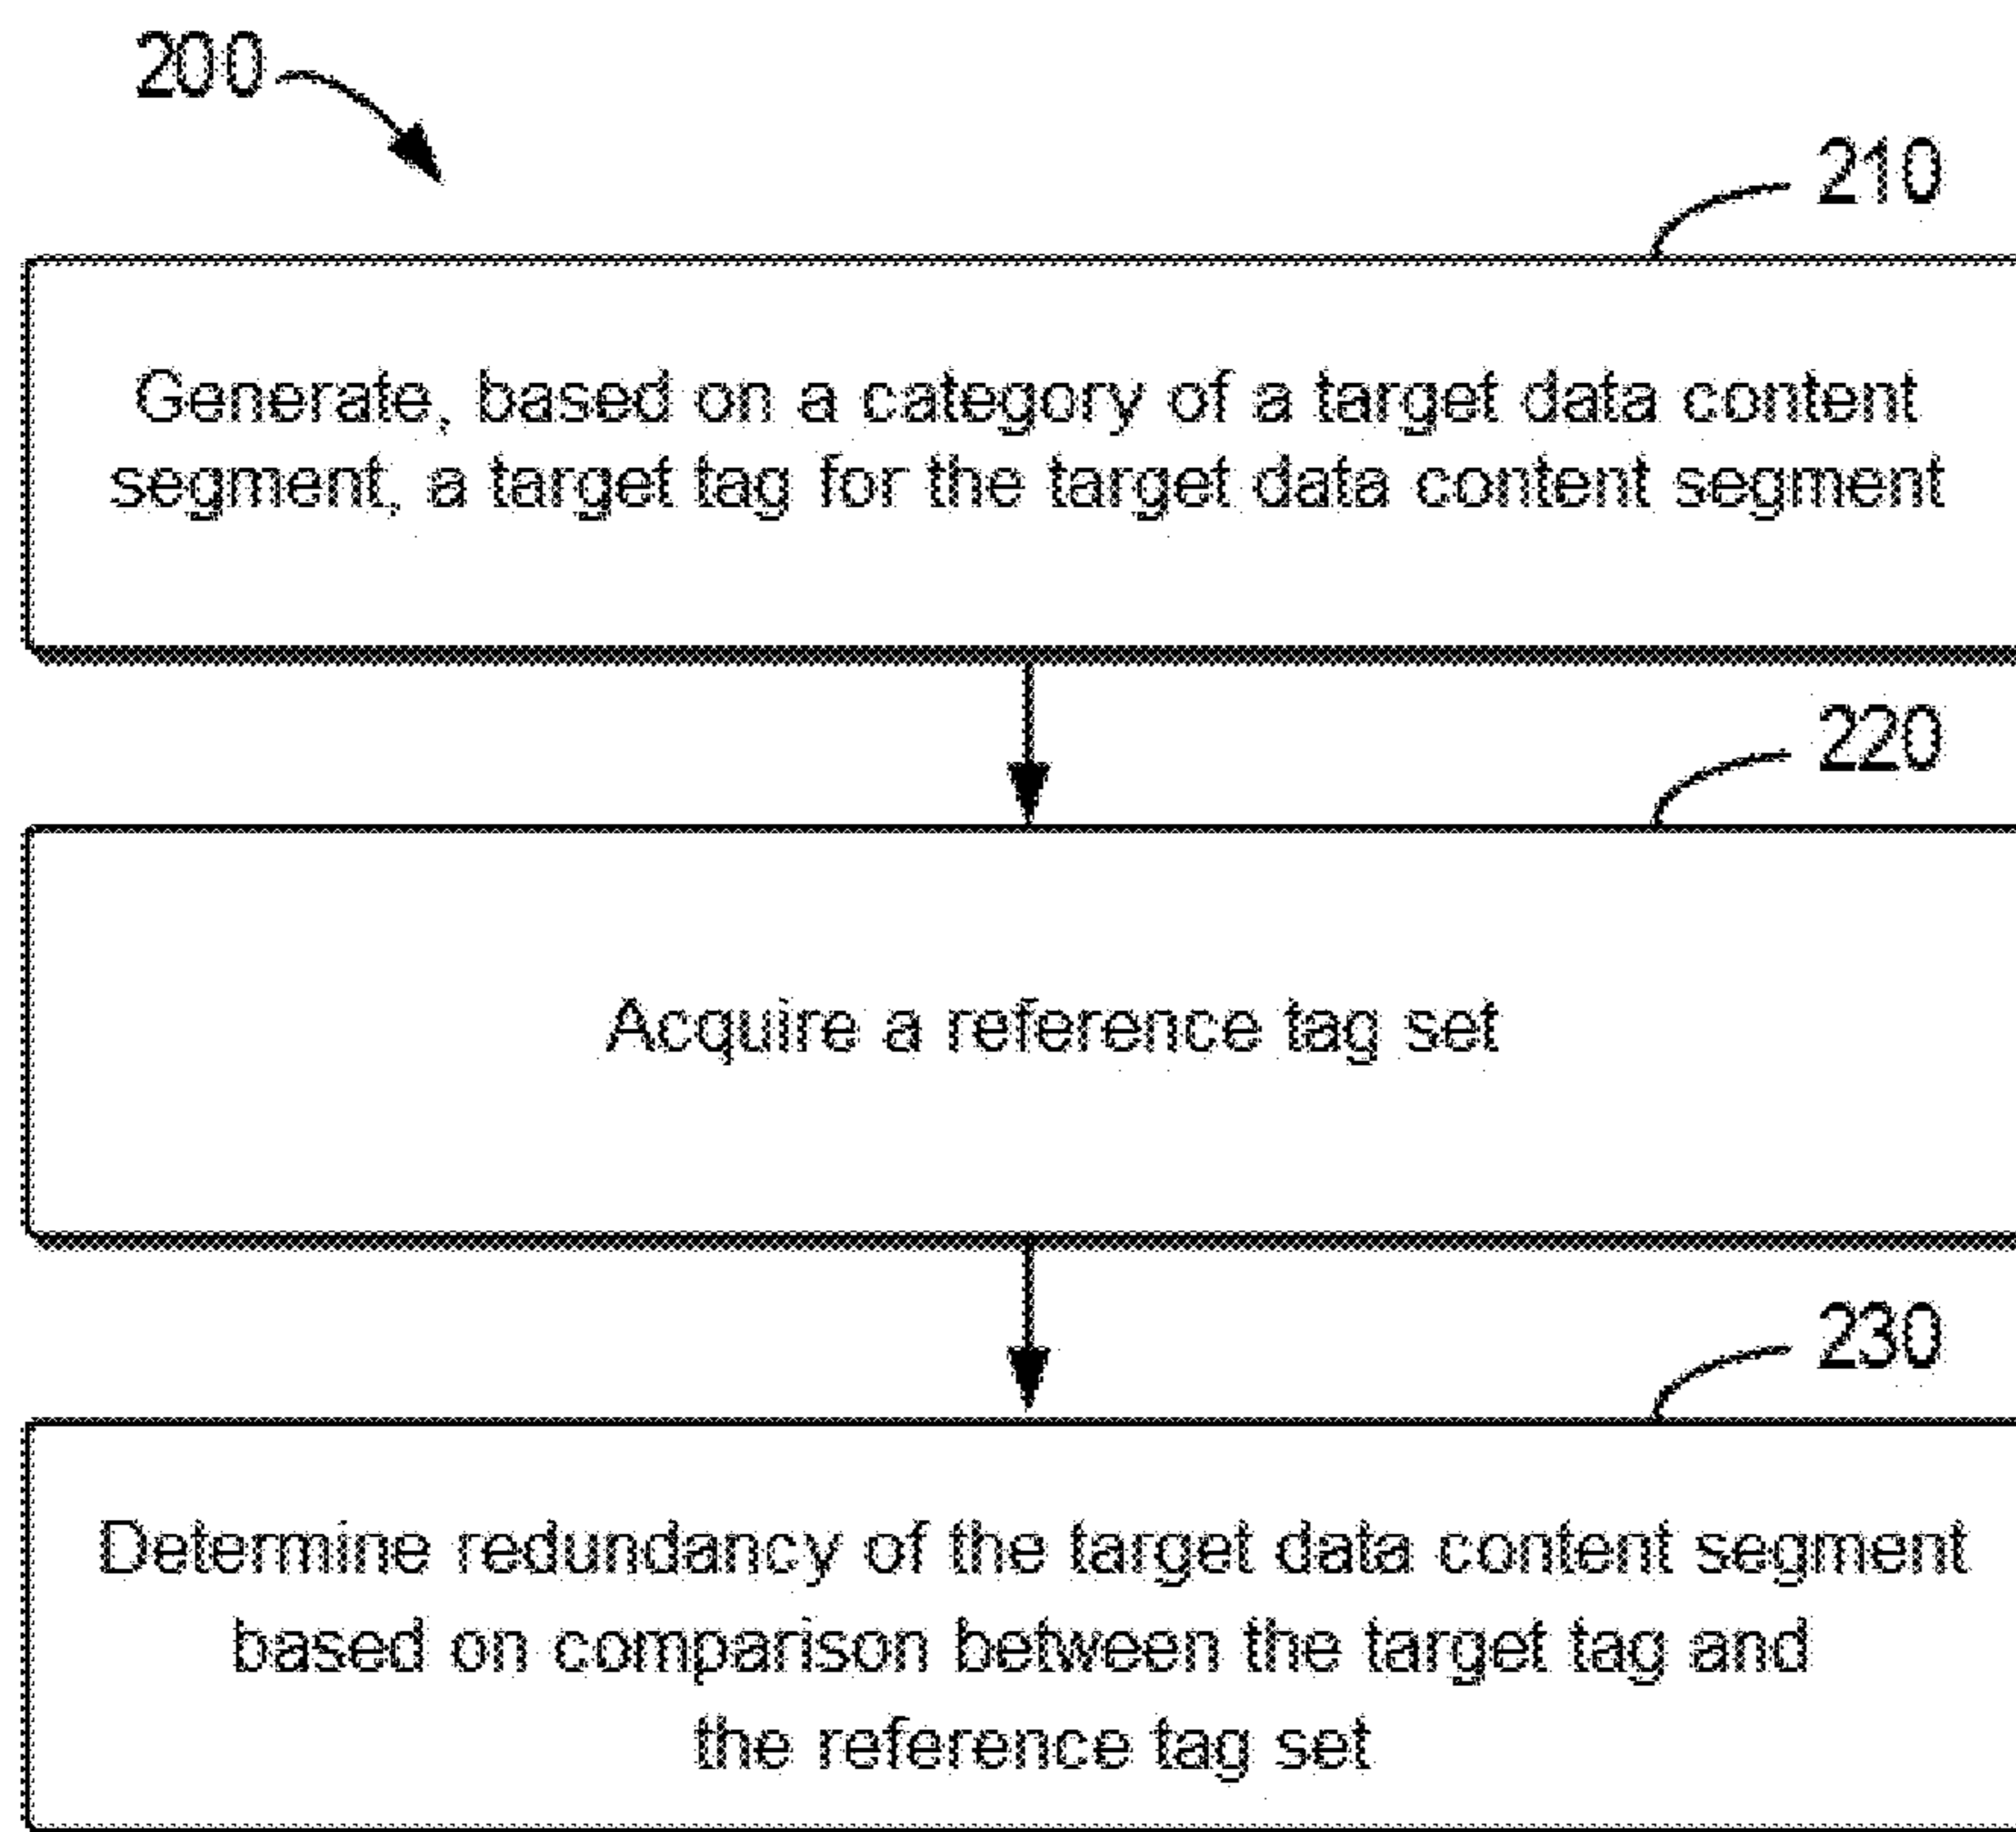 200
210
Generate, based on a category of a target data content
segment, a target tag for the target data content segment
220
Acquire a reference tag set
230
Determine redundancy of the target data content segment
based on comparison between the target tag and
the reference tag set